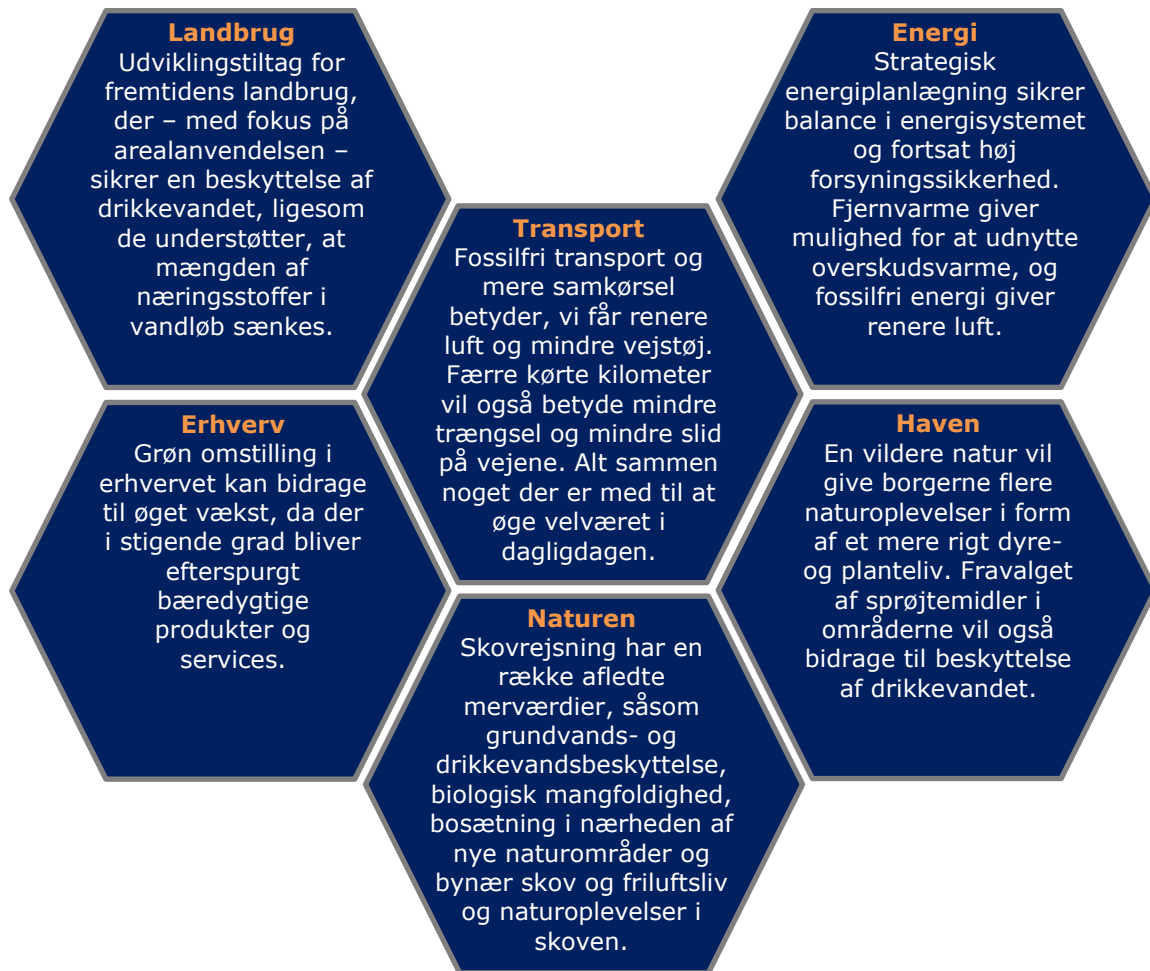 Landbrug
Udviklingstiltag for
fremtidens landbrug,
der – med fokus på
arealanvendelsen –
sikrer en beskyttelse af
drikkevandet, ligesom
de understøtter, at
mængden af
næringsstoffer i
vandløb sænkes.
Energi
Strategisk
energiplanlægning sikrer
balance i energisystemet
og fortsat høj
forsyningssikkerhed.
Fjernvarme giver
mulighed for at udnytte
overskudsvarme, og
fossilfri energi giver
renere luft.
Transport
Fossilfri transport og
mere samkørsel
betyder, vi får renere
luft og mindre vejstøj.
Færre kørte kilometer
vil også betyde mindre
trængsel og mindre slid
på vejene. Alt sammen
noget der er med til at
øge velværet i
dagligdagen.
Erhverv
Grøn omstilling i
erhvervet kan bidrage
til øget vækst, da der
i stigende grad bliver
efterspurgt
bæredygtige
produkter og
services.
Haven
En vildere natur vil
give borgerne flere
naturoplevelser i form
af et mere rigt dyre-
og planteliv. Fravalget
af sprøjtemidler i
områderne vil også
bidrage til beskyttelse
af drikkevandet.
Naturen
Skovrejsning har en
række afledte
merværdier, såsom
grundvands- og
drikkevandsbeskyttelse,
biologisk mangfoldighed,
bosætning i nærheden af
nye naturområder og
bynær skov og friluftsliv
og naturoplevelser i
skoven.